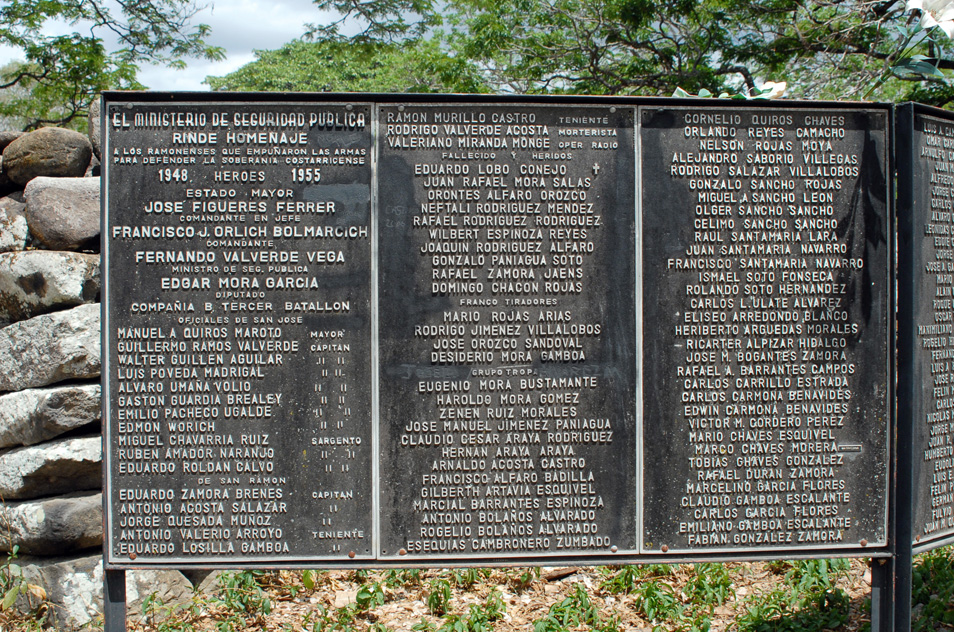 EL MINISTERIO DE SEGURIDAD PUBLICA
RINDE HOMENAJE
A LOS RAMONENSES QUE EMPUÑARON LAS ARMAS
PARA DEFENDER LA SOBERANIA COSTARRICENSE
1948 HEROES 1955
ESTADO MAYOR
JOSE FIGUERES FERRER
COMANDANTE EN JEFE
FRANCISCO J. ORLICH BOLMARCICH
COMANDANTE
FERNANDO VALVERDE VEGA
MINISTRO DE SEG. PUBLICA
EDGAR MORA GARCIA
DIPUTADO
COMPAÑIA B. TERCER BATALLON
OFICIALES DE SAN JOSE
MANUEL A QUIROS MAROTO MAYOR
GUILLERMO RAMOS VALVERDE CAPITAN
WALTER GUILLEN AGUILAR " "
LUIS POVEDA MADRIGAL " "
ALVARO UMAÑA VOLIO " "
GASTON GUARDIA BREALEY " "
EMILIO PACHECO UGALDE " "
EDMON WORICH " "
MIGUEL CHAVARRIA RUIZ SARGENTO
RUBEN AMADOR NARANJO " "
EDUARDO ROLDAN CALVO " "
DE SAN RAMON
EDUARDO ZAMORA BRENES CAPITAN
ANTONIO ACOSTA SALAZAR "
JORGE QUESADA MUÑOZ "
ANTONIO VALERIO ARROYO TENIENTE
EDUARDO LOSILLA GAMBOA "
RAMON MURILLO CASTRO TENIENTE
RODRIGO VALVERDE ACOSTA MORTERISTA
VALERIANO MIRANDA MONGE OPER RADIO
FALLECIDO Y HERIDOS
EDUARDO LOBO CONEJO ✝
JUAN RAFAEL MORA SALAS
ORONTES ALFARO OROZCO
NEFTALI RODRIGUEZ MENDEZ
RAFAEL RODRIGUEZ RODRIGUEZ
WILBERT ESPINOZA REYES
JOAQUIN RODRIGUEZ ALFARO
GONZALO PANIAGUA SOTO
RAFAEL ZAMORA JAENS
DOMINGO CHACON ROJAS
FRANCO TIRADORES
MARIO ROJAS ARIAS
RODRIGO JIMENEZ VILLALOBOS
JOSE OROZCO SANDOVAL
DESIDERIO MORA GAMBOA
GRUPO TROPA
EUGENIO MORA BUSTAMANTE
HAROLDO MORA GOMEZ
ZENEN RUIZ MORALES
JOSE MANUEL JIMENEZ PANIAGUA
CLAUDIO CESAR ARAYA RODRIGUEZ
HERNAN ARAYA ARAYA
ARNALDO ACOSTA CASTRO
FRANCISCO ALFARO BADILLA
GILBERTH ARTAVIA ESQUIVEL
MARCIAL BARRANTES ESPINOZA
ANTONIO BOLAÑOS ALVARADO
ROGELIO BOLAÑOS ALVARADO
ESEQUIAS CAMBRONERO ZUMBADO
CORNELIO QUIROS CHAVES
ORLANDO REYES CAMACHO
NELSON ROJAS MOYA
ALEJANDRO SABORIO VILLEGAS
RODRIGO SALAZAR VILLALOBOS
GONZALO SANCHO ROJAS
MIGUEL A SANCHO LEON
OLGER SANCHO SANCHO
CELIMO SANCHO SANCHO
RAUL SANTAMARIA LARA
JUAN SANTAMARIA NAVARRO
FRANCISCO SANTAMARIA NAVARRO
ISMAEL SOTO FONSECA
ROLANDO SOTO HERNANDEZ
CARLOS L. ULATE ALVAREZ
ELISEO ARREDONDO BLANCO
HERIBERTO ARGUEDAS MORALES
RICARTER ALPIZAR HIDALGO
JOSE M. BOGANTES ZAMORA
RAFAEL A. BARRANTES CAMPOS
CARLOS CARRILLO ESTRADA
CARLOS CARMONA BENAVIDES
EDWIN CARMONA BENAVIDES
VICTOR M. CORDERO PEREZ
MARIO CHAVES ESQUIVEL
MARCO CHAVES MORERA
TOBIAS CHAVES GONZALEZ
RAFAEL DURAN ZAMORA
MARCELINO GARCIA FLORES
CLAUDIO GAMBOA ESCALANTE
CARLOS GARCIA FLORES
EMILIANO GAMBOA ESCALANTE
FABIAN GONZALEZ ZAMORA